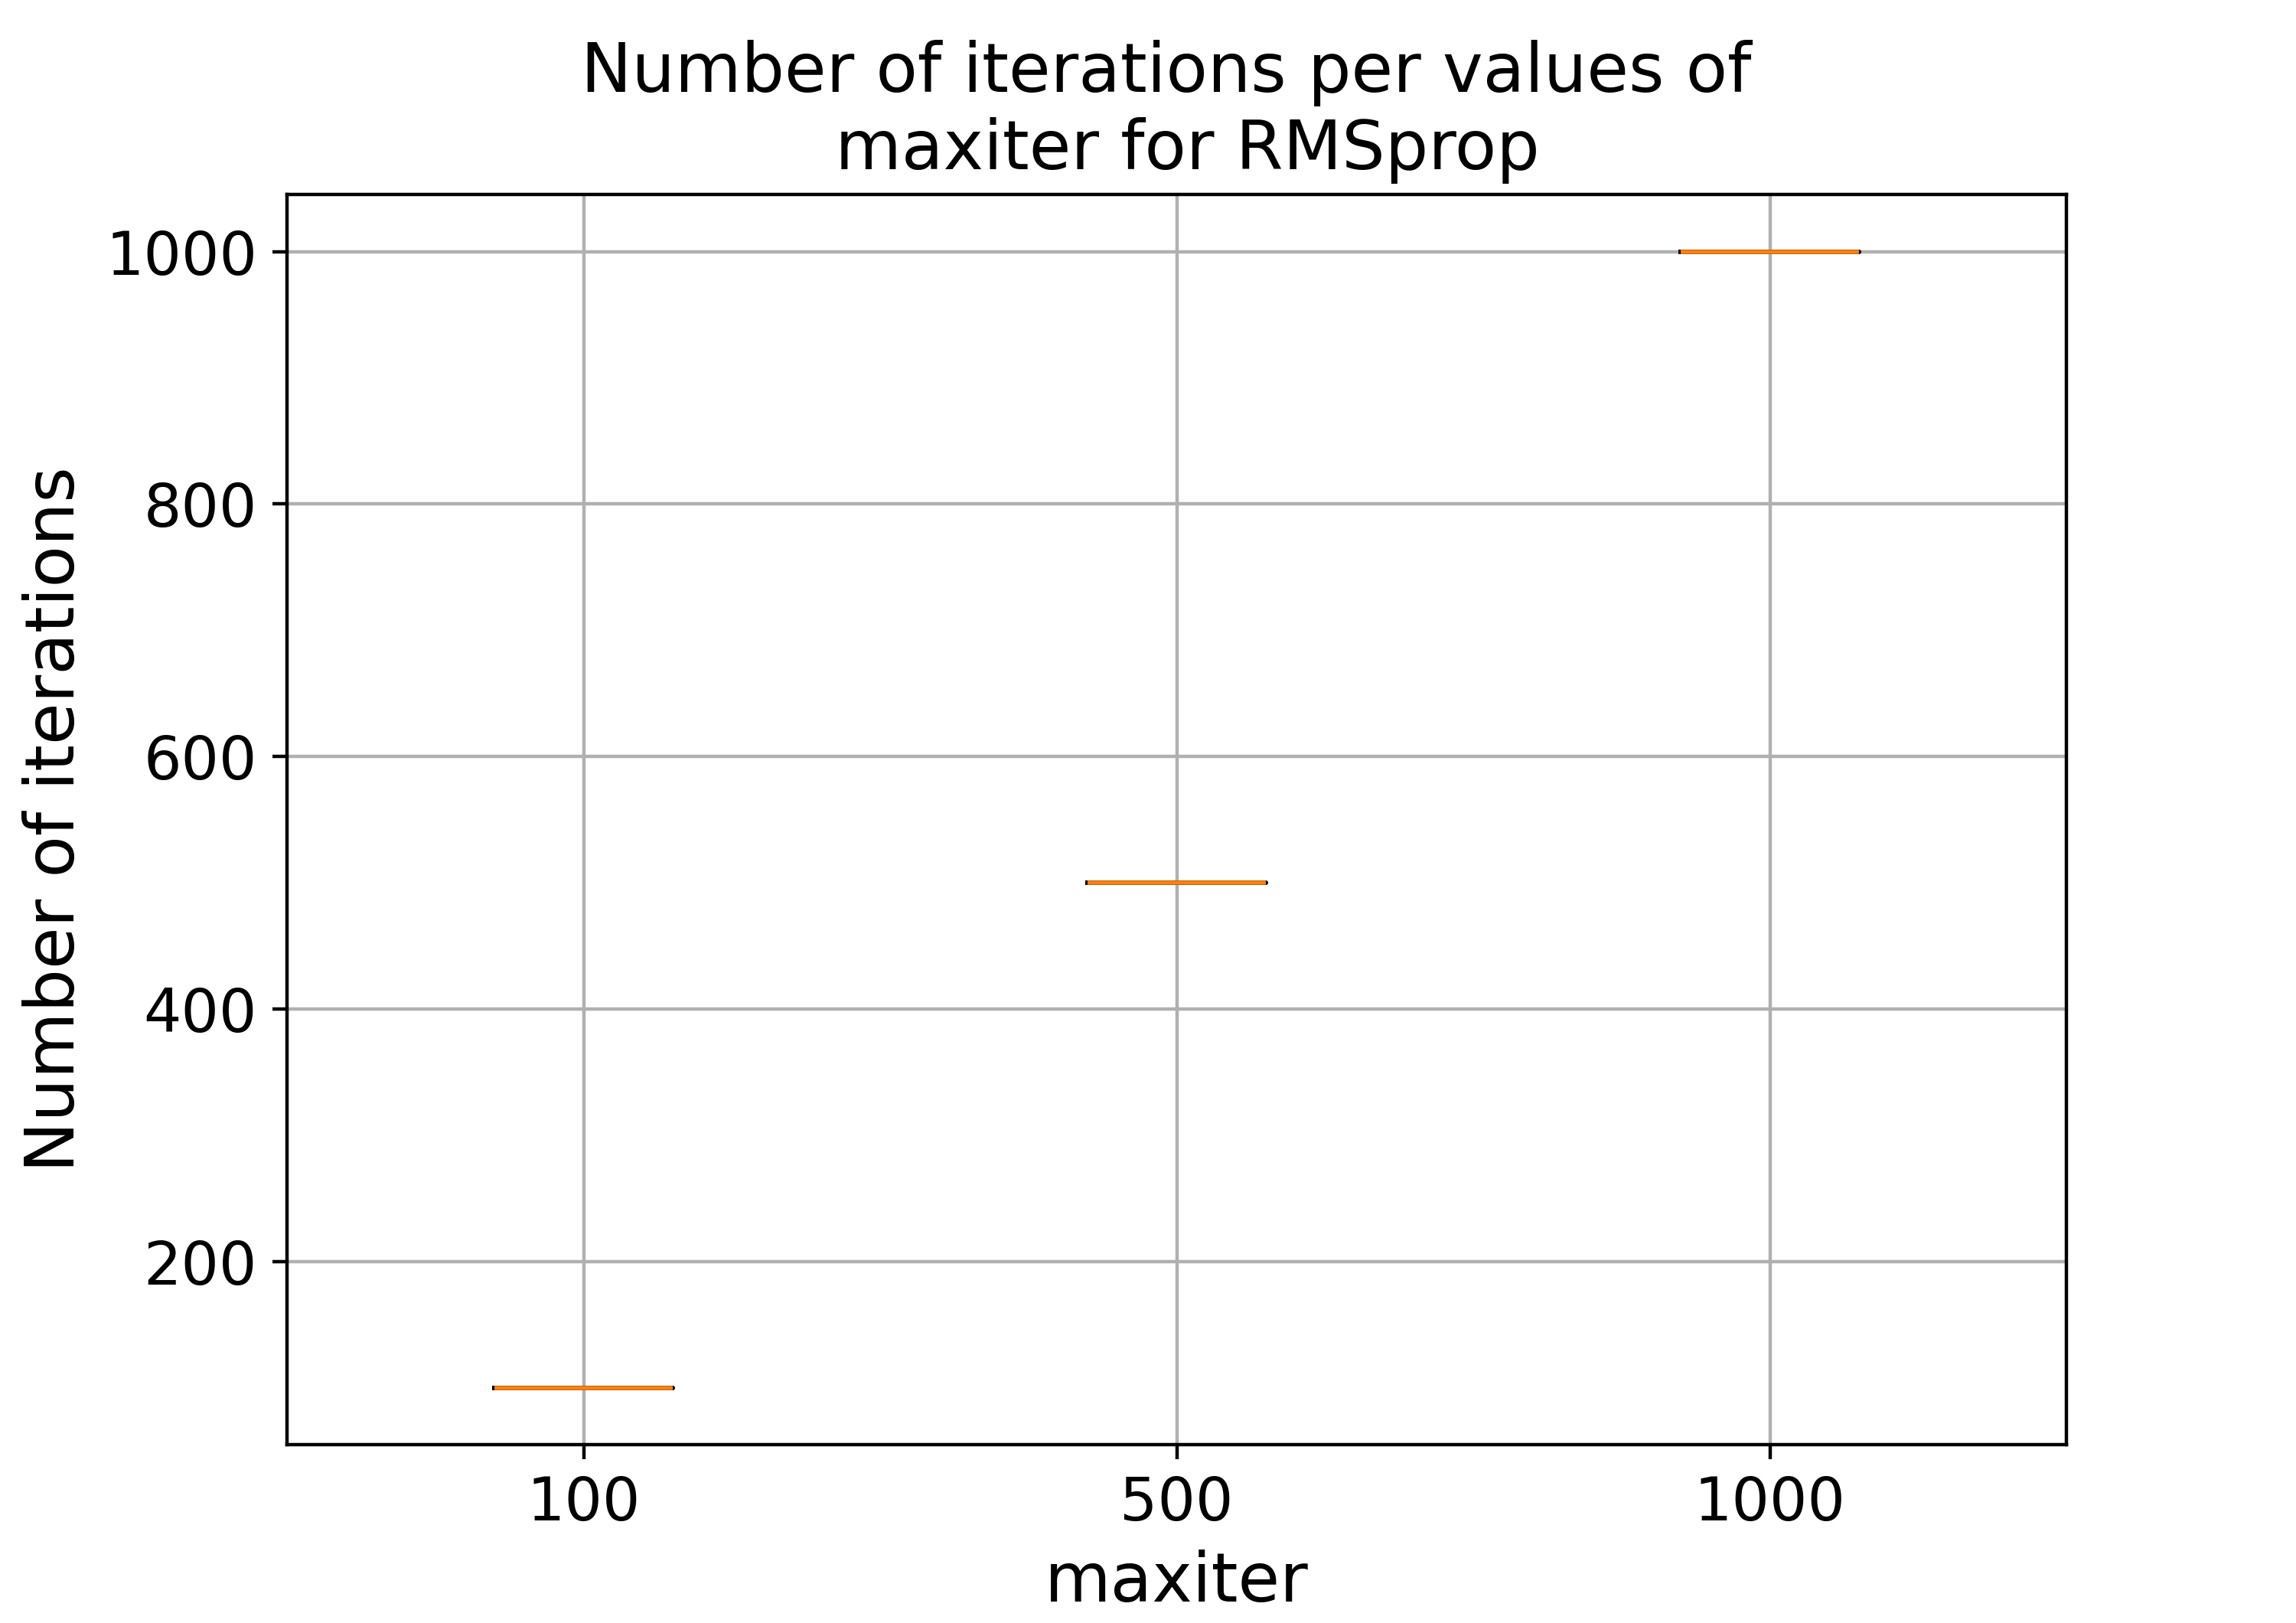 Number of iterations per values of
maxiter for RMSprop
Number of iterations
1000
800
600
400
200
100
500
1000
maxiter